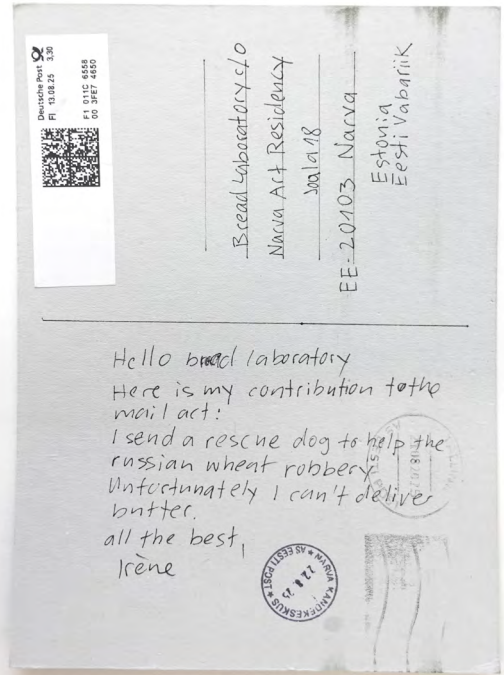 Deutsche Post
FI 13.08.25 3,30
F1 011C 6558
00 3FE7 4650
Bread Laboratory c/o
Narva Art Residency
Joala 18
EE-20103 Narva
Estonia
Eesti Vabariik
Hello bread laboratory
Here is my contribution to the
mail act:
I send a rescue dog to help the
russian wheat robbery.
Unfortunately I can't deliver
butter.
all the best,
Irène
NARVA KANDEKESKUS
AS EESTI POST
22.8.25